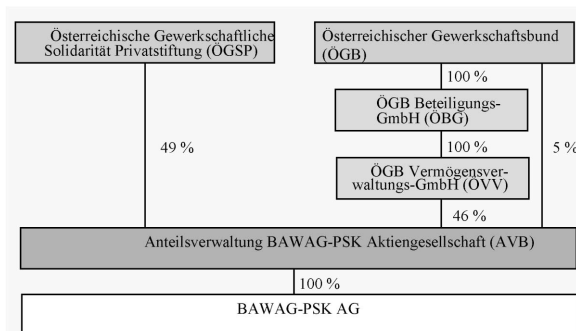 Österreichische Gewerkschaftliche
Solidarität Privatstiftung (ÖGSP)
Österreichischer Gewerkschaftsbund
(ÖGB)
100 %
ÖGB Beteiligungs-
GmbH (ÖBG)
49 %
100 %
5 %
ÖGB Vermögensver-
waltungs-GmbH (ÖVV)
46 %
Anteilsverwaltung BAWAG-PSK Aktiengesellschaft (AVB)
100 %
BAWAG-PSK AG